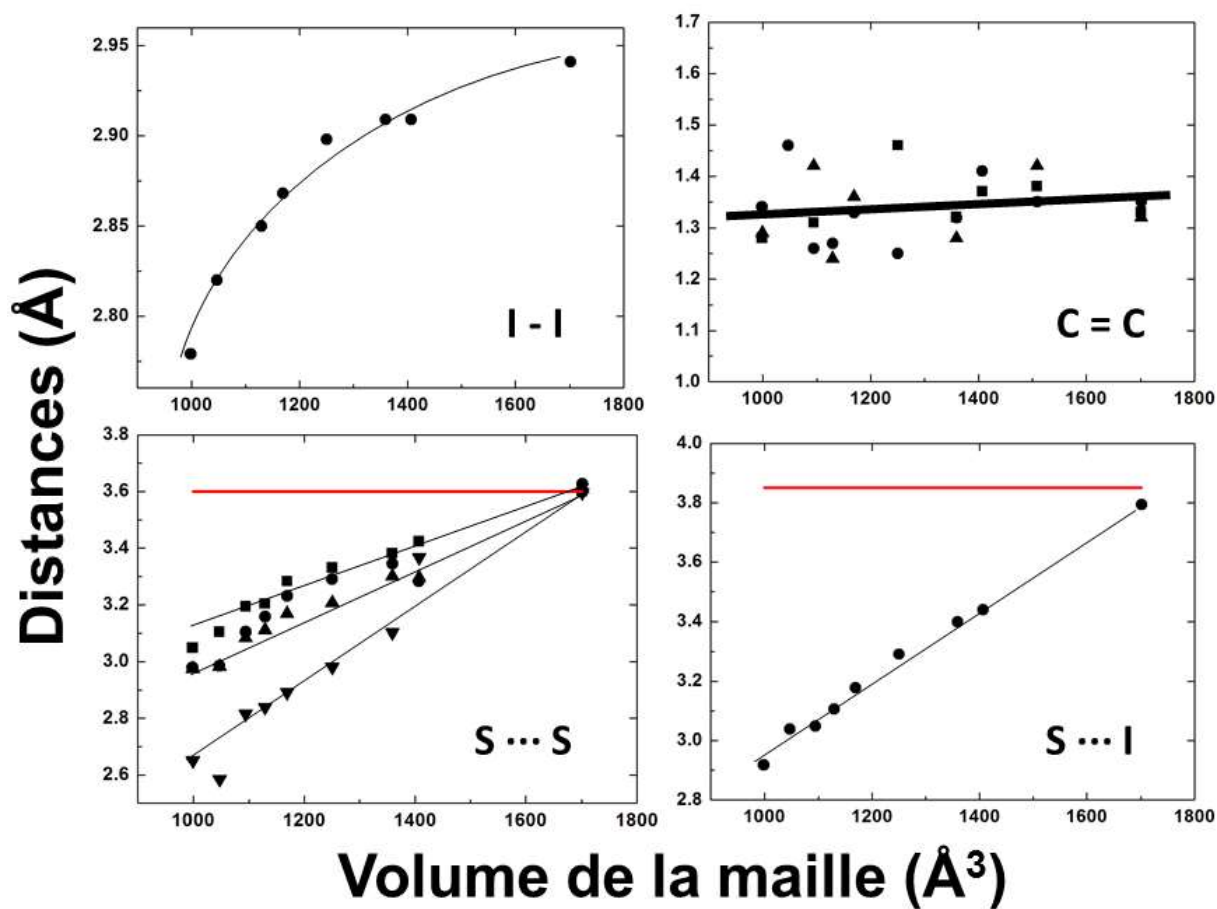 Distances (Å)
2.95
2.90
2.85
2.80
1000 1200 1400 1600 1800
I - I
1.7
1.6
1.5
1.4
1.3
1.2
1.1
1.0
1000 1200 1400 1600 1800
C = C
3.8
3.6
3.4
3.2
3.0
2.8
2.6
1000 1200 1400 1600 1800
S ··· S
4.0
3.8
3.6
3.4
3.2
3.0
2.8
1000 1200 1400 1600 1800
S ··· I
Volume de la maille (Å³)